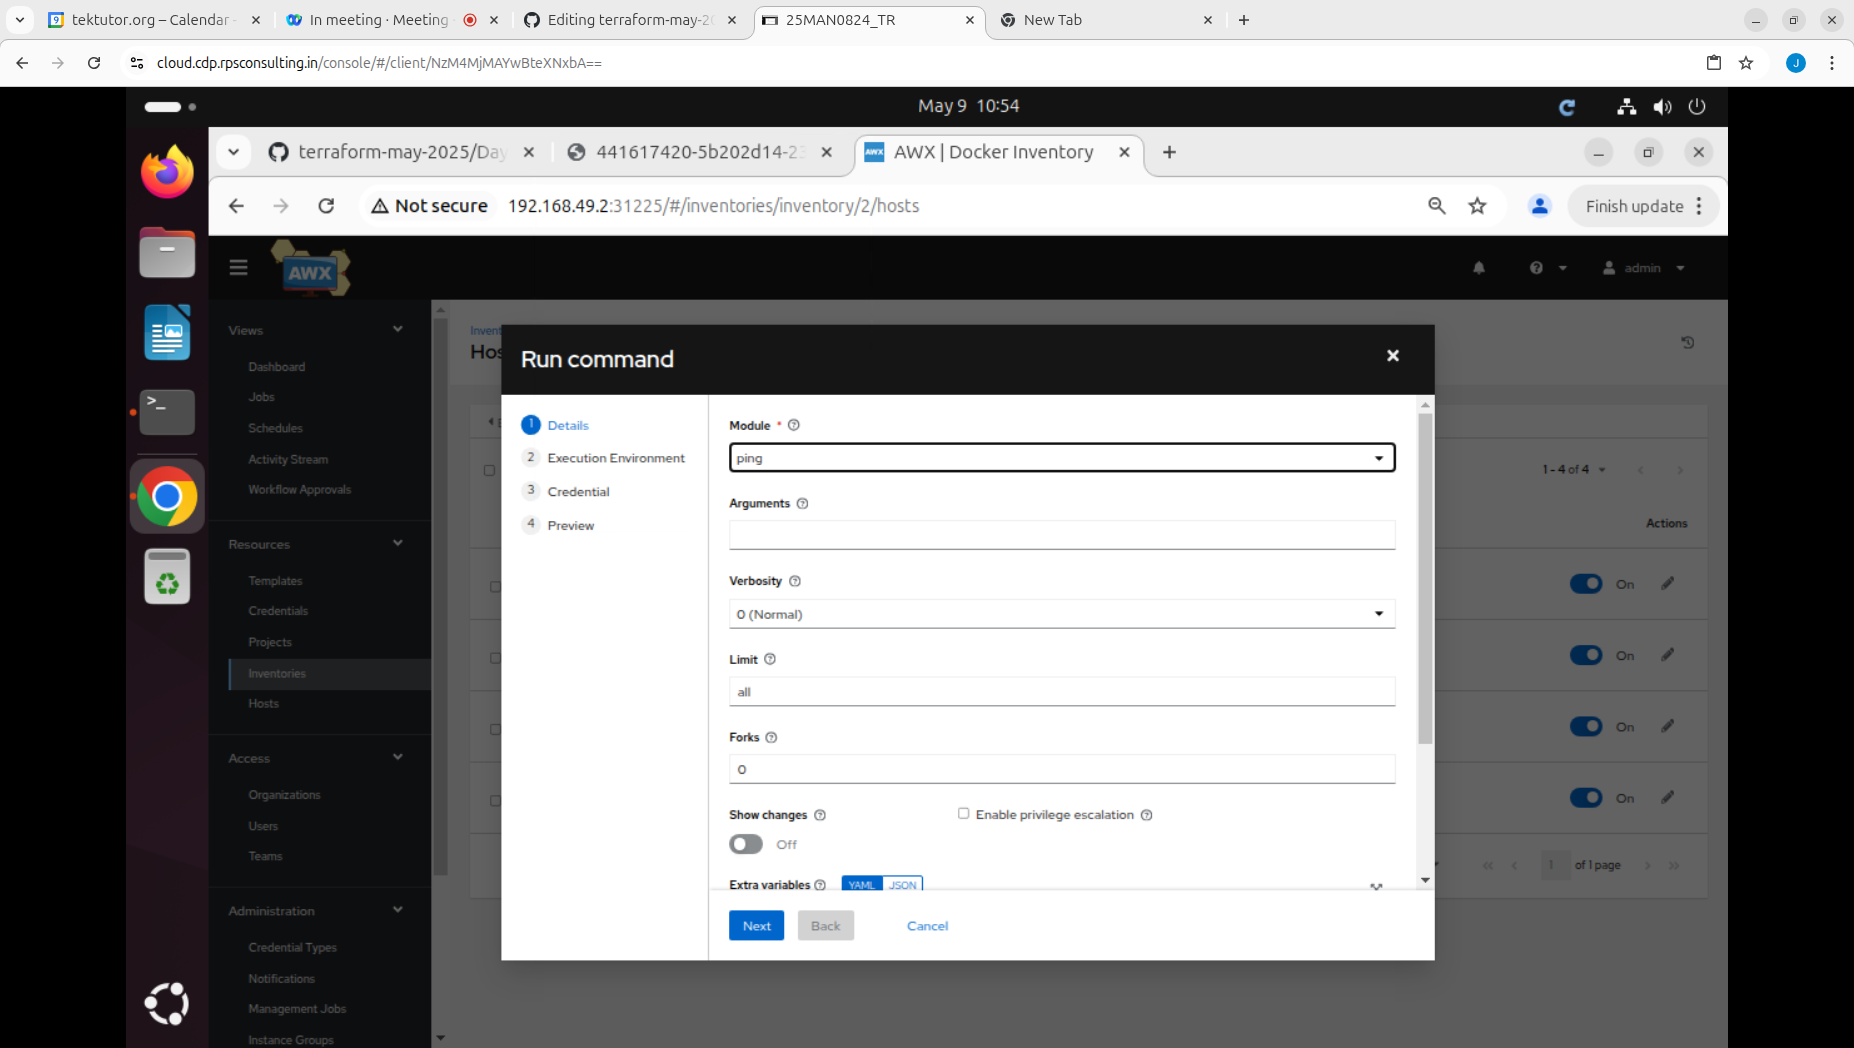 tektutor.org – Calendar
In meeting · Meeting
Editing terraform-may-20
25MAN0824_TR
New Tab
cloud.cdp.rpsconsulting.in/console/#/client/NzM4MjMAYwBteXNxbA==
J
May 9 10:54
terraform-may-2025/Day
441617420-5b202d14-23
AWX | Docker Inventory
Not secure
192.168.49.2:31225/#/inventories/inventory/2/hosts
Finish update
AWX
admin
Views
Dashboard
Jobs
Schedules
Activity Stream
Workflow Approvals
Resources
Templates
Credentials
Projects
Inventories
Hosts
Access
Organizations
Users
Teams
Administration
Credential Types
Notifications
Management Jobs
Instance Groups
Invent
Hos
Run command
1 Details
2 Execution Environment
3 Credential
4 Preview
Module *
ping
Arguments
Verbosity
0 (Normal)
Limit
all
Forks
0
Show changes
Off
Enable privilege escalation
Extra variables
YAML JSON
Next Back Cancel
1 - 4 of 4
Actions
On
On
On
On
1 of 1 page